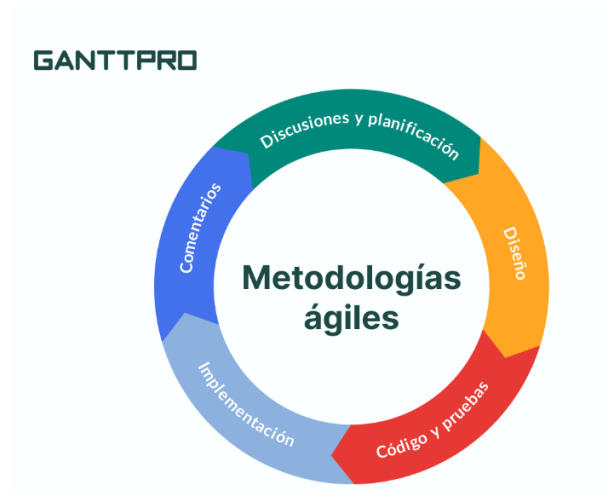 GANTTPRO
Discusiones y planificación
Diseño
Código y pruebas
Implementación
Comentarios
Metodologías
ágiles